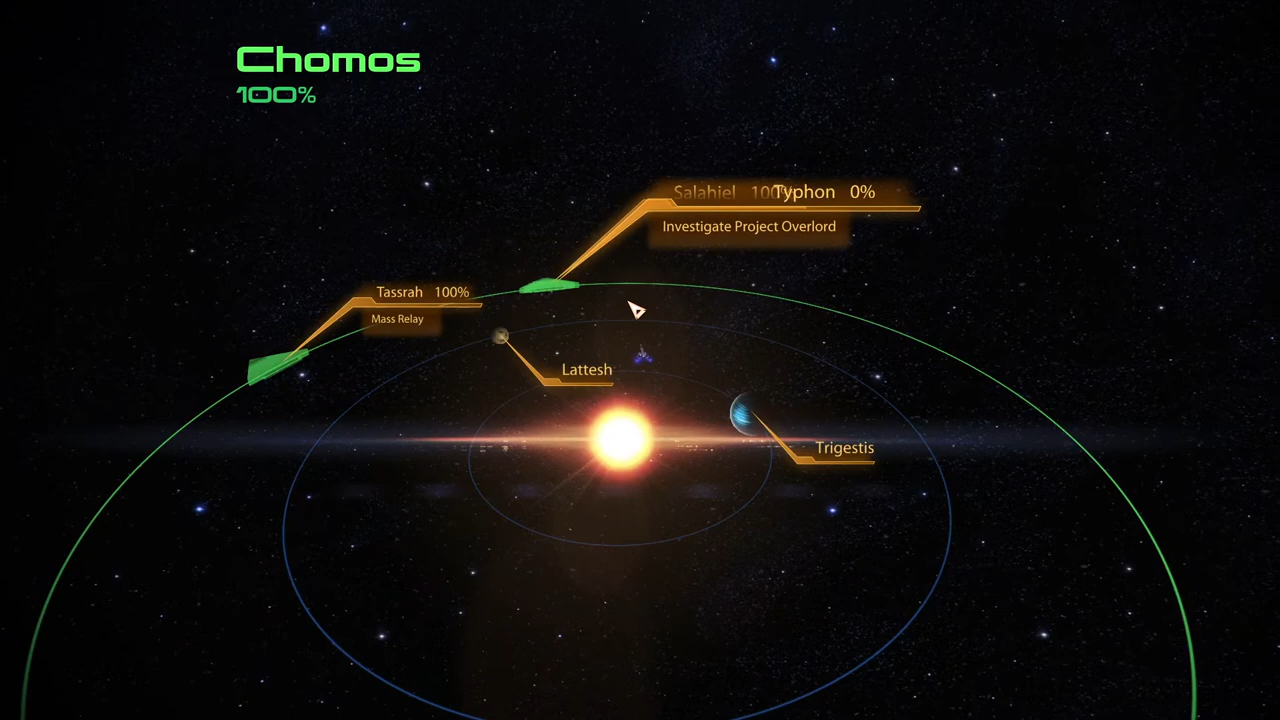 Chomos
100%
Salahiel 100% Typhon 0%
Investigate Project Overlord
Tassrah 100%
Mass Relay
Lattesh
Trigestis